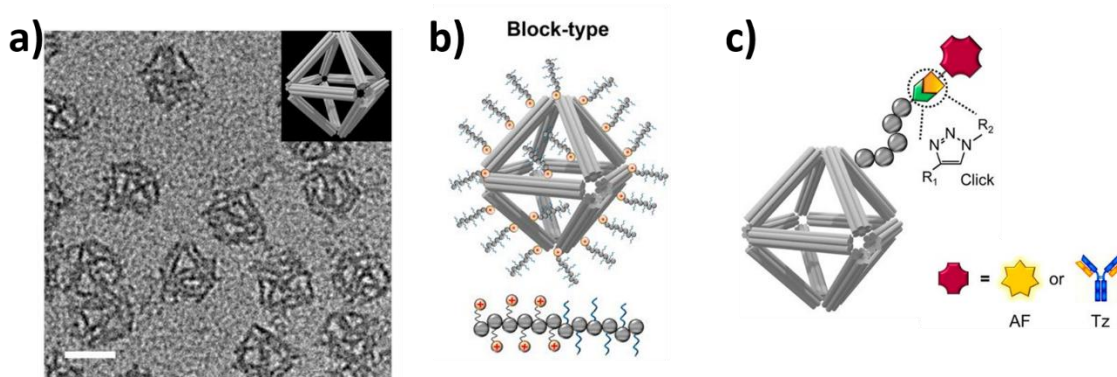 a)
b)
Block-type
+ + +
+ + +
c)
N=N
N
R2
R1
Click
= or
AF
Tz